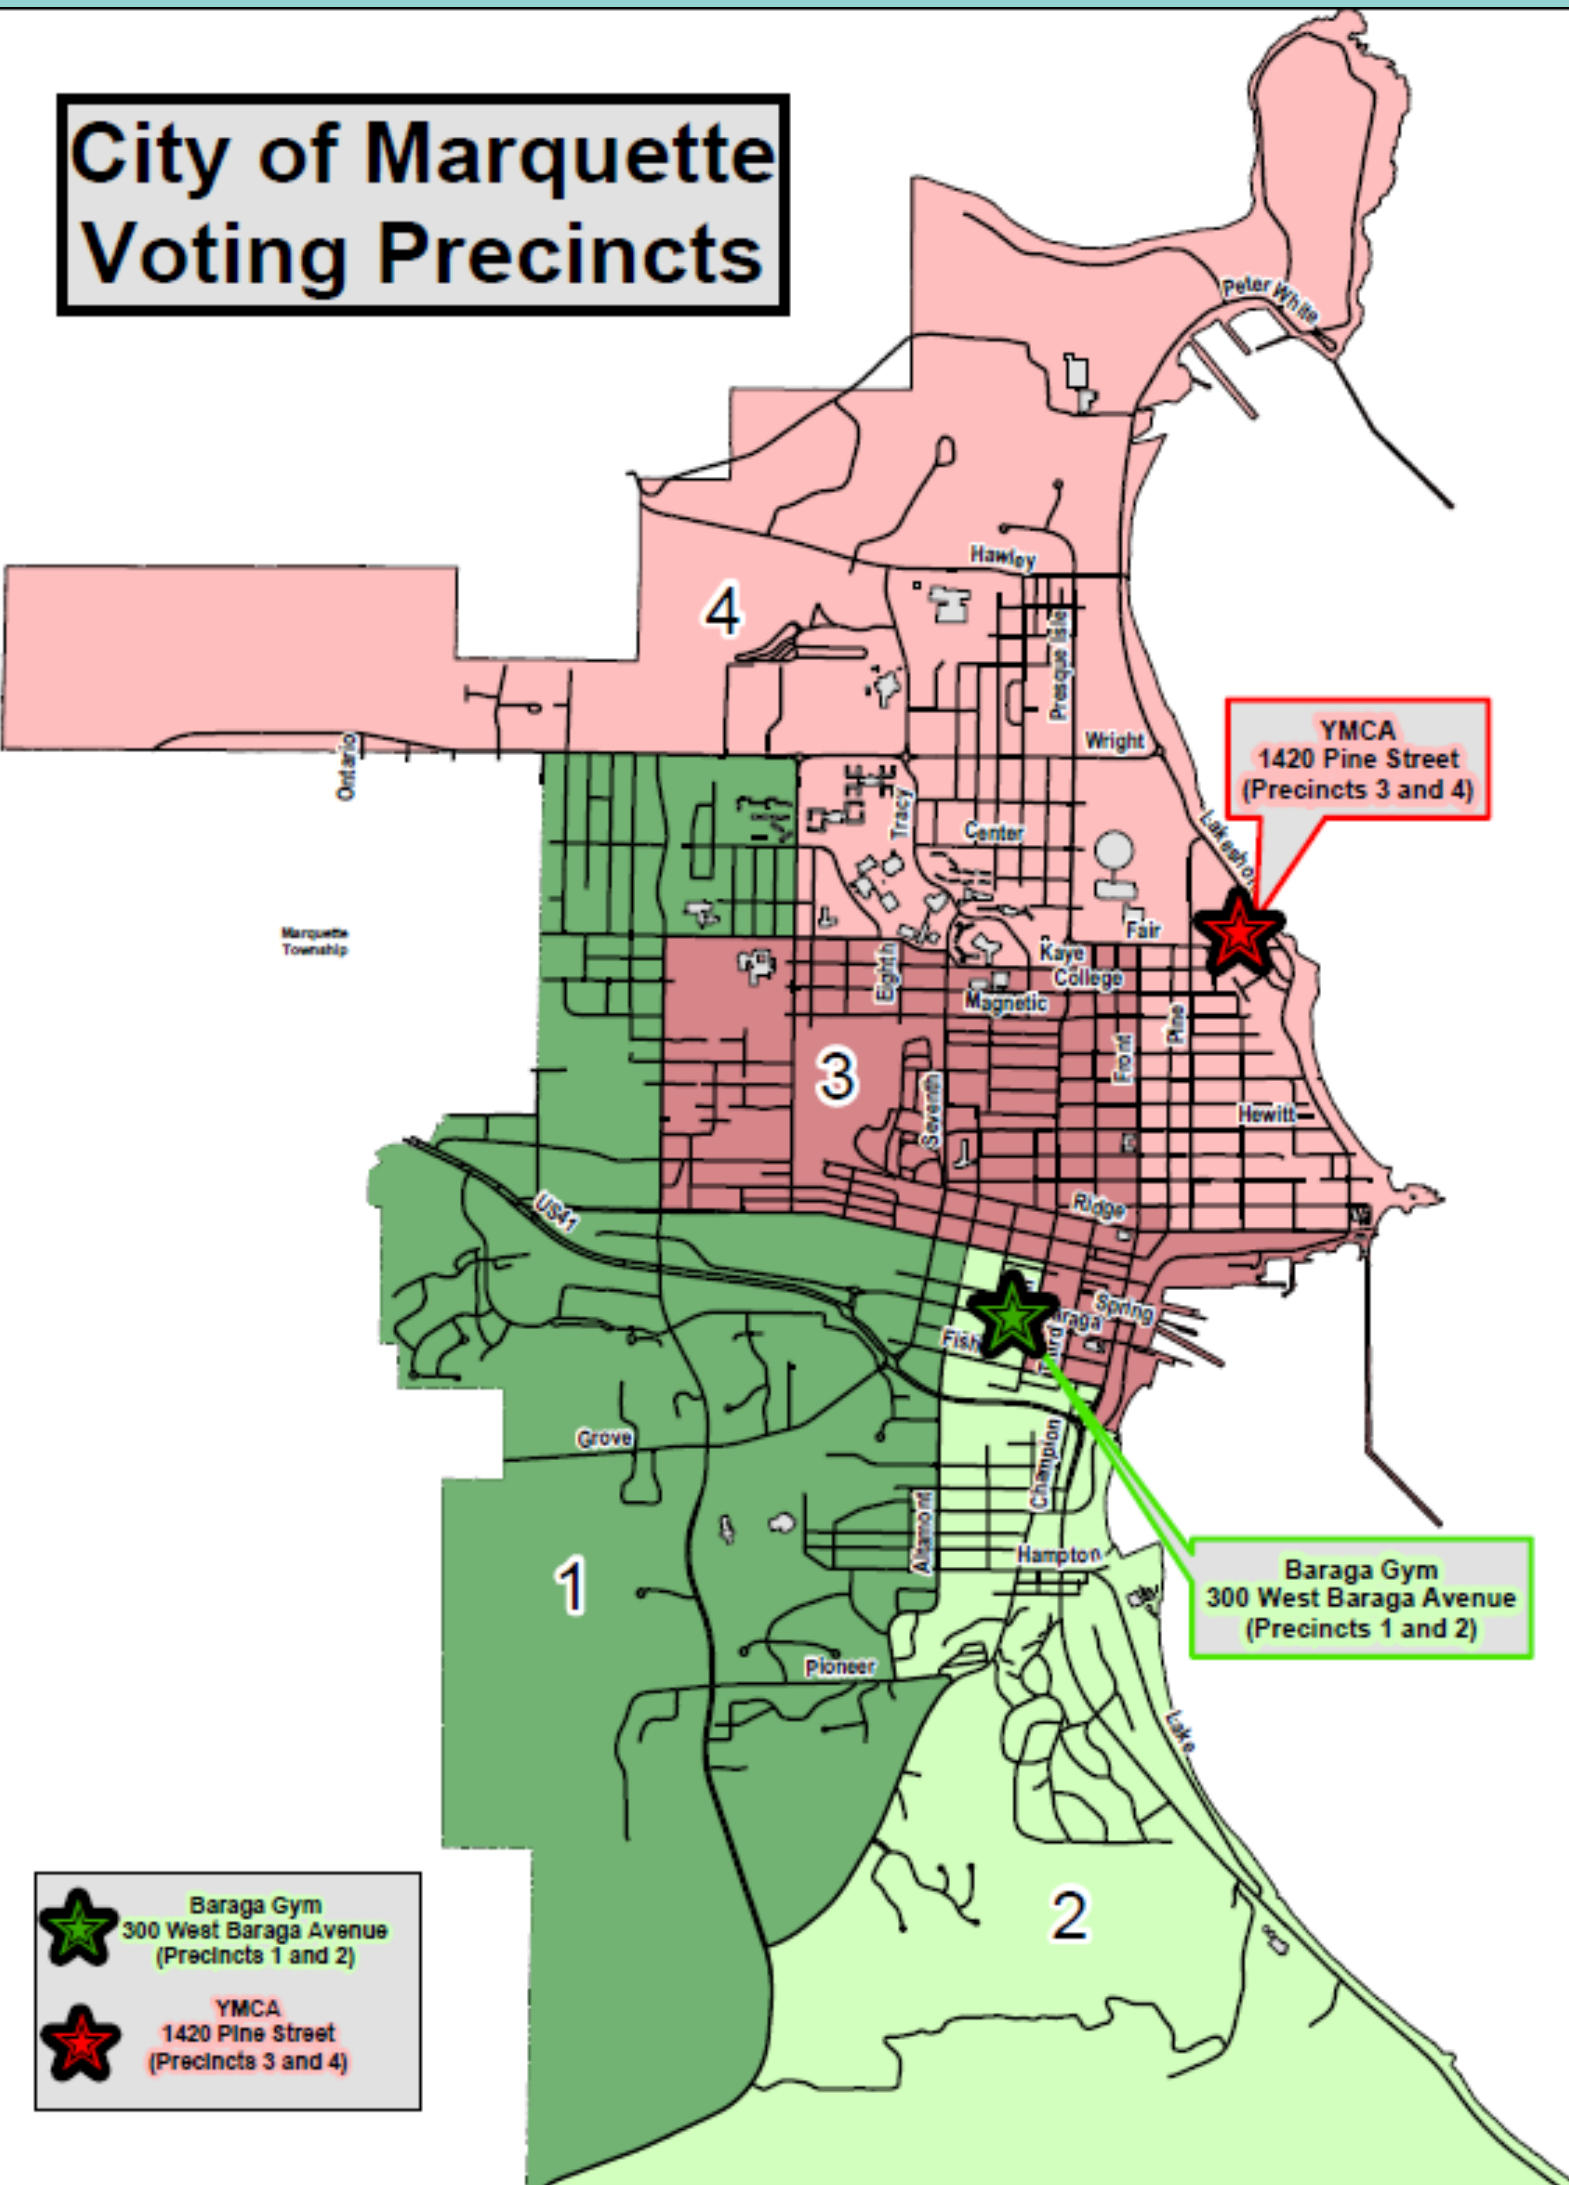 City of Marquette
Voting Precincts
Peter White
Hawley
4
Presque Isle
Wright
YMCA
1420 Pine Street
(Precincts 3 and 4)
Ontario
Tracy
Center
Marquette
Township
Fair
Kaye
College
Eighth
Magnetic
Pine
Front
3
Seventh
Hewitt
US41
Ridge
Spring
Grove
Champion
Altamont
Hampton
1
Baraga Gym
300 West Baraga Avenue
(Precincts 1 and 2)
Pioneer
Lake
2
Baraga Gym
300 West Baraga Avenue
(Precincts 1 and 2)
YMCA
1420 Pine Street
(Precincts 3 and 4)